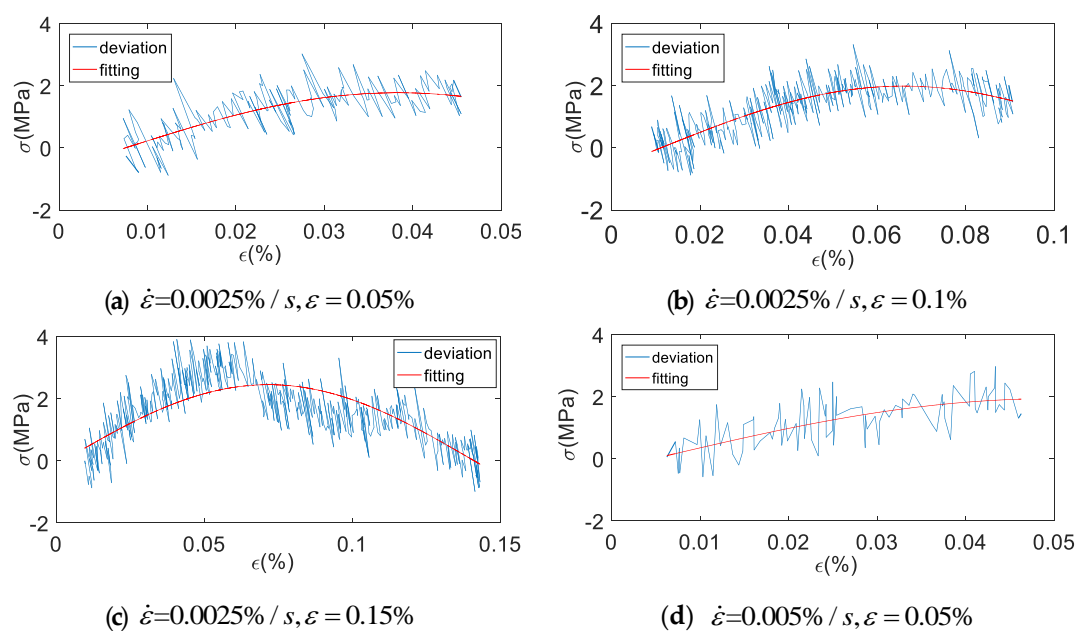 4
2
0
-2
σ(MPa)
deviation
fitting
0 0.01 0.02 0.03 0.04 0.05
ϵ(%)
(a) ε̇=0.0025% / s, ε = 0.05%
4
2
0
-2
σ(MPa)
deviation
fitting
0 0.02 0.04 0.06 0.08 0.1
ϵ(%)
(b) ε̇=0.0025% / s, ε = 0.1%
4
2
0
-2
σ(MPa)
deviation
fitting
0 0.05 0.1 0.15
ϵ(%)
(c) ε̇=0.0025% / s, ε = 0.15%
4
2
0
-2
σ(MPa)
deviation
fitting
0 0.01 0.02 0.03 0.04 0.05
ϵ(%)
(d) ε̇=0.005% / s, ε = 0.05%